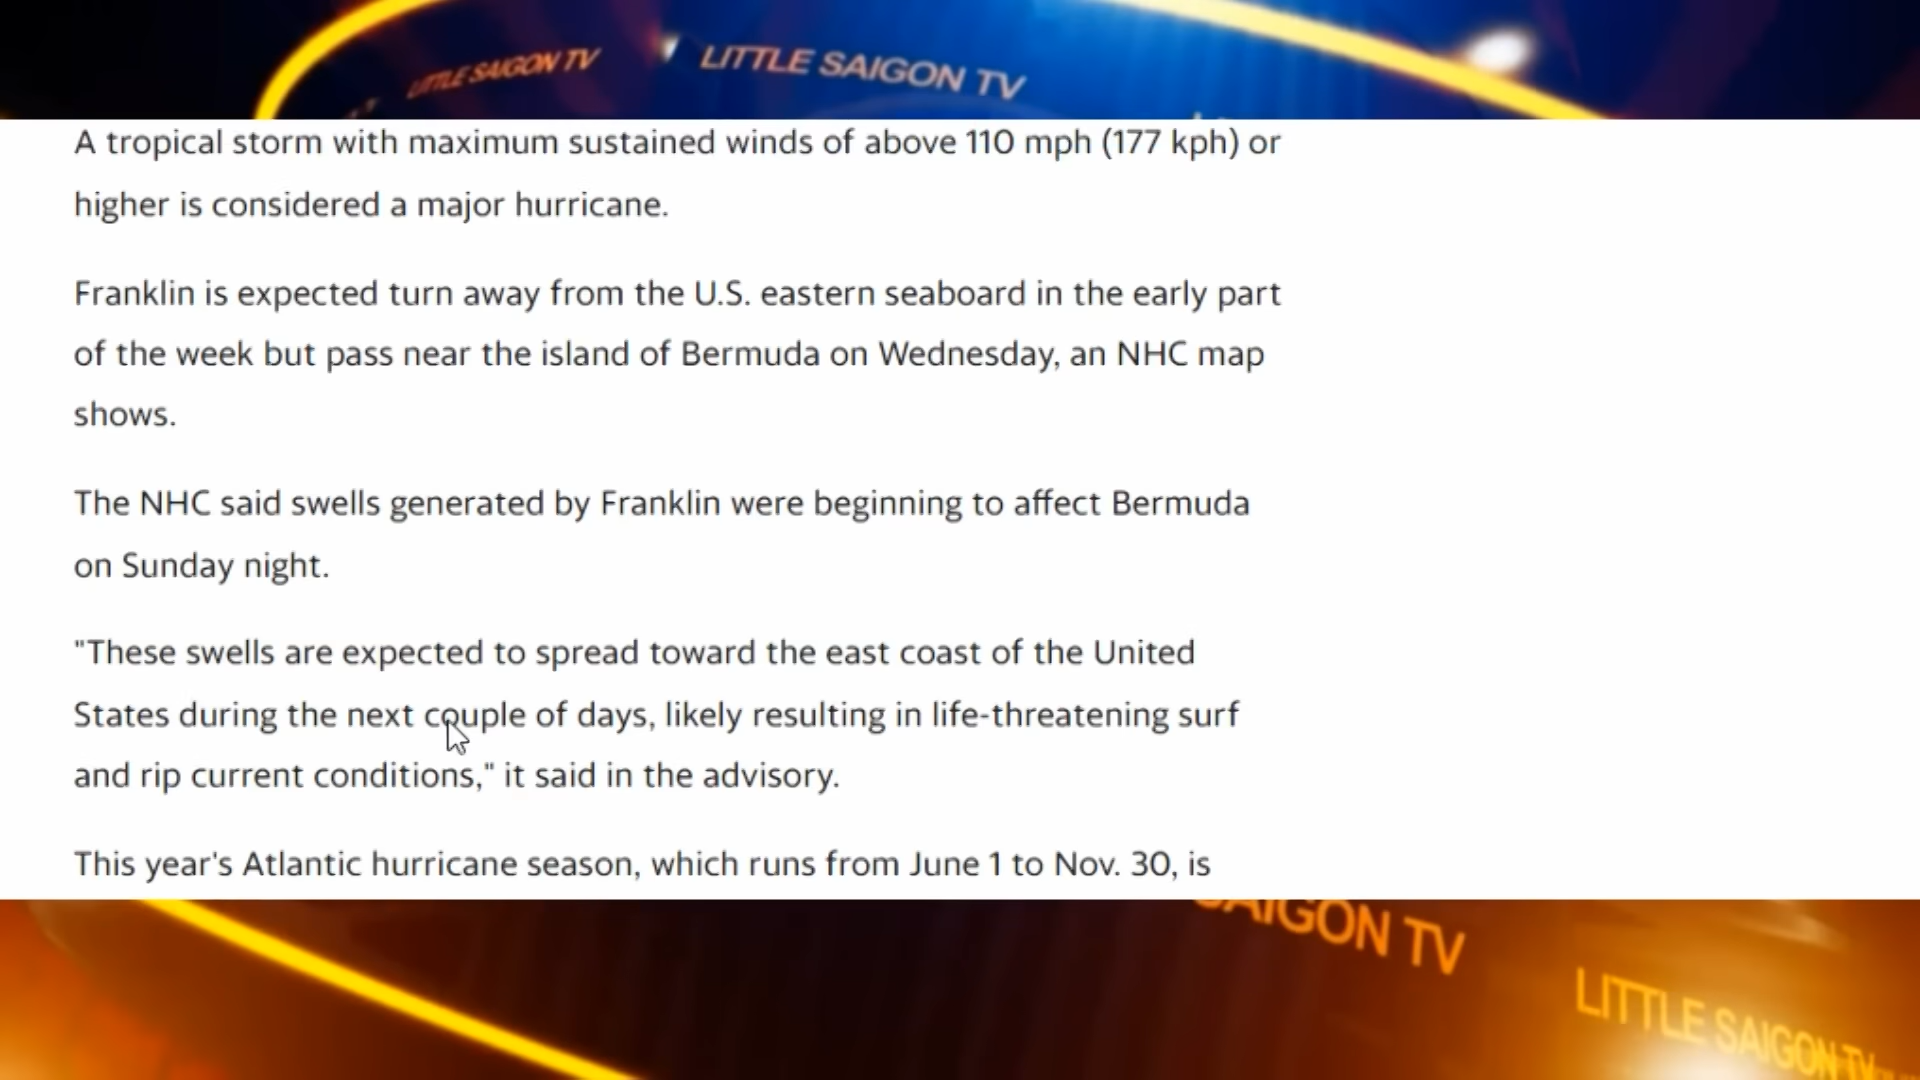 LITTLE SAIGON TV
LITTLE SAIGON TV
A tropical storm with maximum sustained winds of above 110 mph (177 kph) or
higher is considered a major hurricane.
Franklin is expected turn away from the U.S. eastern seaboard in the early part
of the week but pass near the island of Bermuda on Wednesday, an NHC map
shows.
The NHC said swells generated by Franklin were beginning to affect Bermuda
on Sunday night.
"These swells are expected to spread toward the east coast of the United
States during the next couple of days, likely resulting in life-threatening surf
and rip current conditions," it said in the advisory.
This year's Atlantic hurricane season, which runs from June 1 to Nov. 30, is
SAIGON TV
LITTLE SAIGON TV